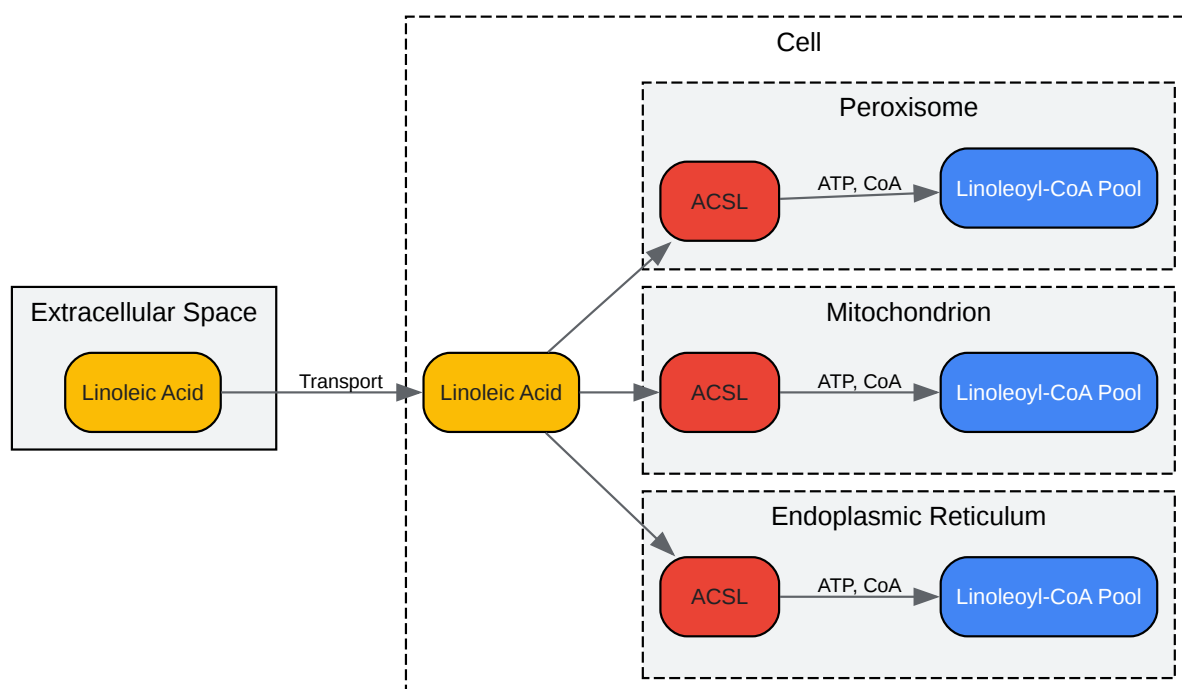 Cell
Peroxisome
ACSL
ATP, CoA
Linoleoyl-CoA Pool
Extracellular Space
Linoleic Acid
Transport
Linoleic Acid
Mitochondrion
ACSL
ATP, CoA
Linoleoyl-CoA Pool
Endoplasmic Reticulum
ACSL
ATP, CoA
Linoleoyl-CoA Pool